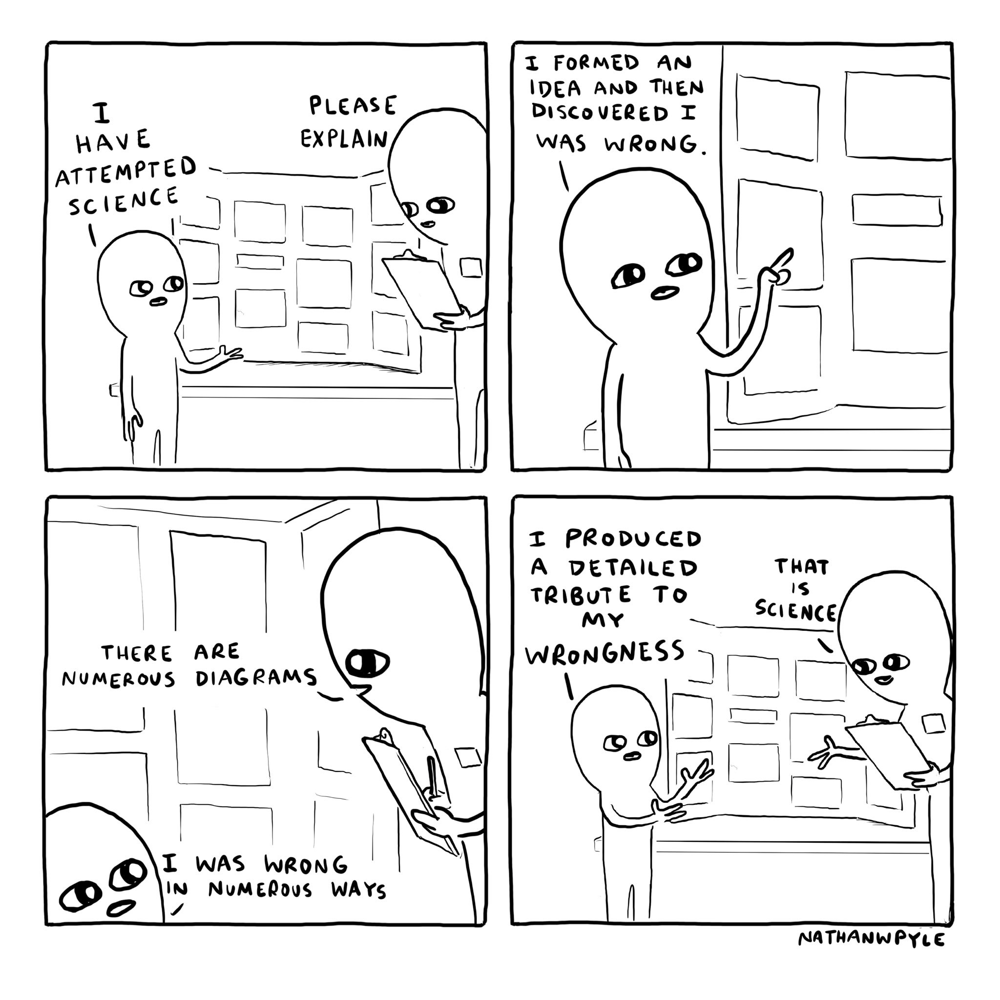 I
HAVE
ATTEMPTED
SCIENCE
PLEASE
EXPLAIN
I FORMED AN
IDEA AND THEN
DISCOVERED I
WAS WRONG.
THERE ARE
NUMEROUS DIAGRAMS
I WAS WRONG
IN NUMEROUS WAYS
I PRODUCED
A DETAILED
TRIBUTE TO
MY
WRONGNESS
THAT
IS
SCIENCE
NATHANWPYLE